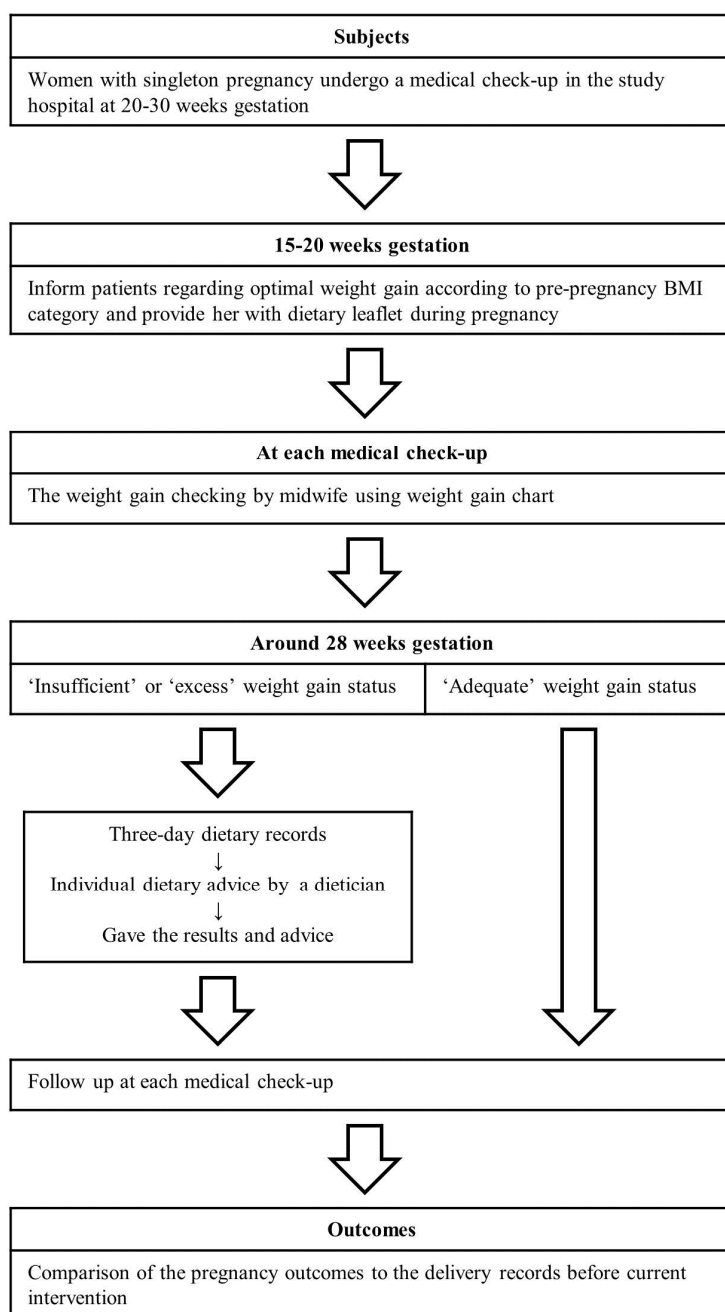 Subjects
Women with singleton pregnancy undergo a medical check-up in the study
hospital at 20-30 weeks gestation
15-20 weeks gestation
Inform patients regarding optimal weight gain according to pre-pregnancy BMI
category and provide her with dietary leaflet during pregnancy
At each medical check-up
The weight gain checking by midwife using weight gain chart
Around 28 weeks gestation
‘Insufficient’ or ‘excess’ weight gain status
‘Adequate’ weight gain status
Three-day dietary records
↓
Individual dietary advice by a dietician
↓
Gave the results and advice
Follow up at each medical check-up
Outcomes
Comparison of the pregnancy outcomes to the delivery records before current
intervention